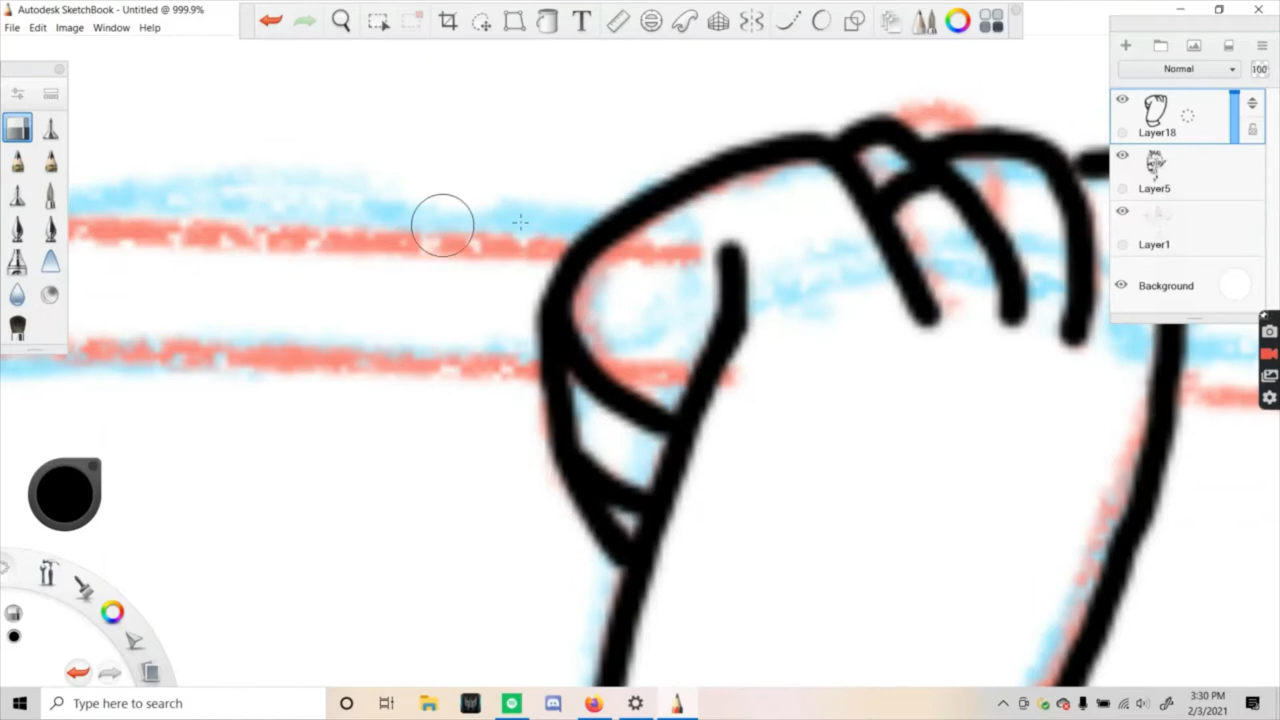 Autodesk SketchBook - Untitled @ 999.9%
File Edit Image Window Help
T
Normal 100
Layer18
Layer5
Layer1
Background
Type here to search
3:30 PM
2/3/2021